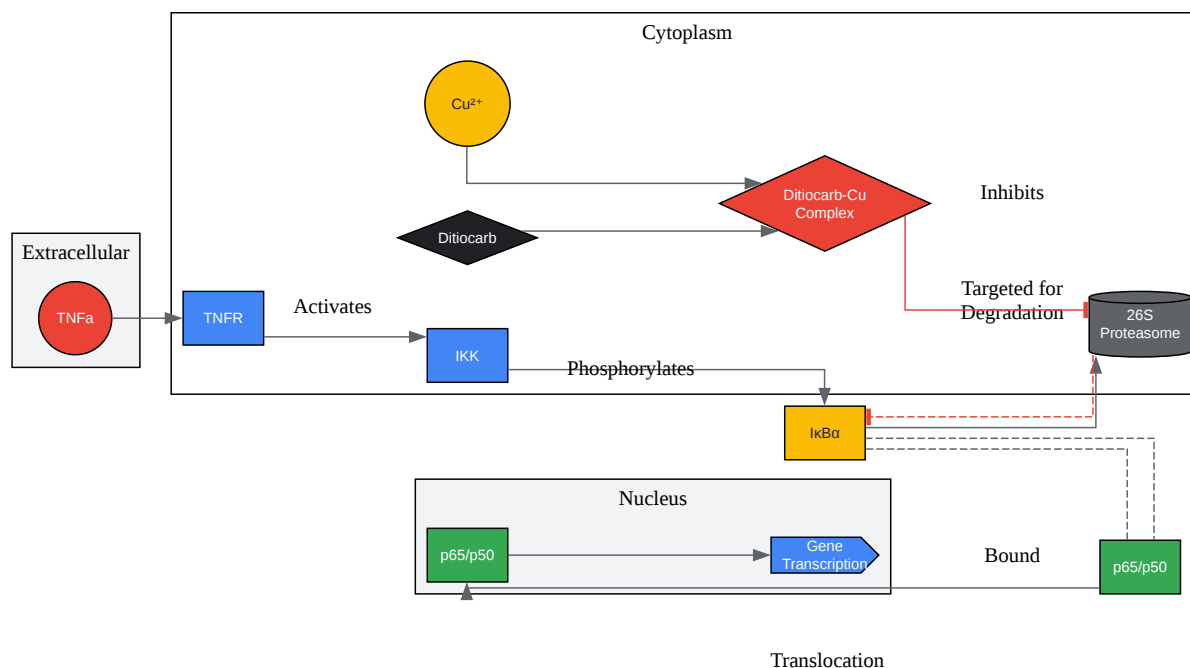 Cytoplasm
Cu²⁺
Ditiocarb-Cu
Complex
Inhibits
Ditiocarb
Extracellular
TNFa
TNFR
Activates
Targeted for
Degradation
26S
Proteasome
IKK
Phosphorylates
IκBα
Nucleus
p65/p50
Gene
Transcription
Bound
p65/p50
Translocation